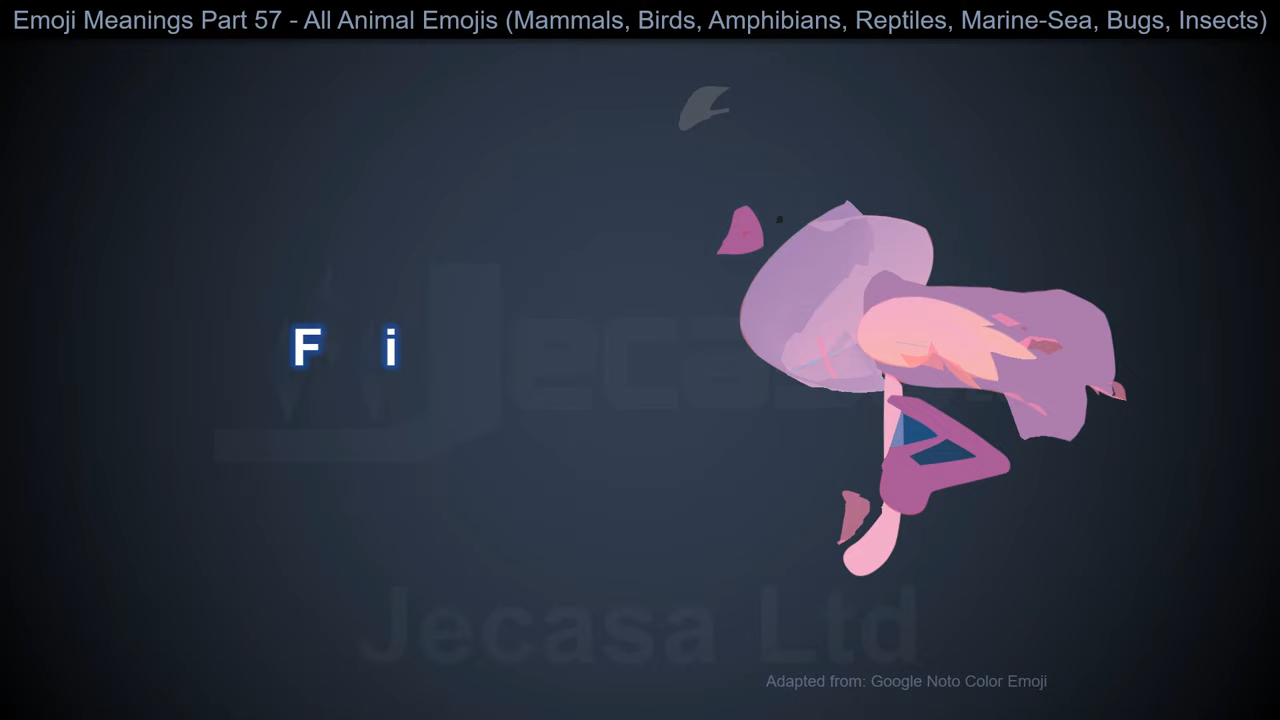 Emoji Meanings Part 57 - All Animal Emojis (Mammals, Birds, Amphibians, Reptiles, Marine-Sea, Bugs, Insects)
F i
Jecasa
Jecasa Ltd
Adapted from: Google Noto Color Emoji